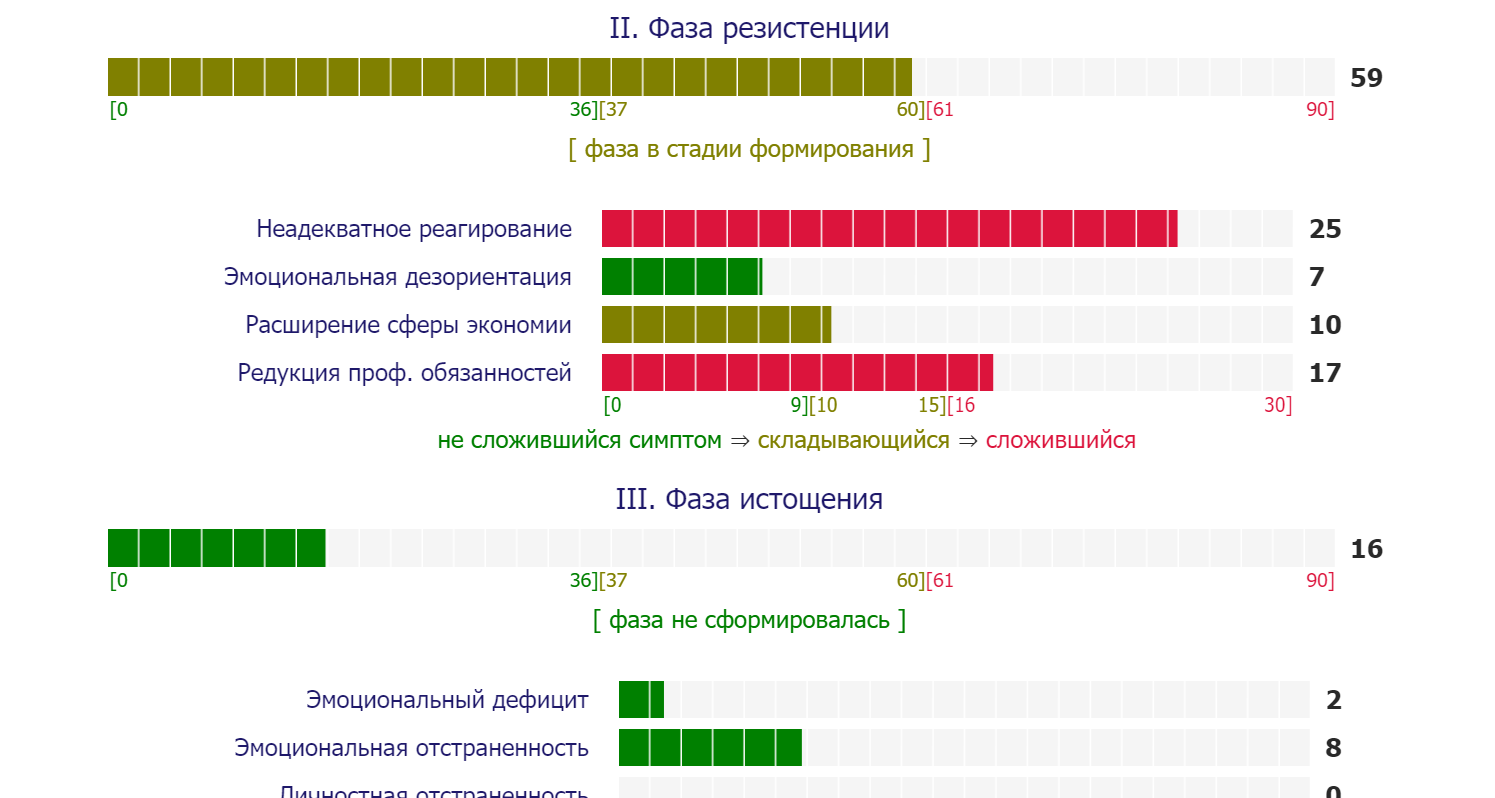 II. Фаза резистенции
59
[0 36][37 60][61 90]
[ фаза в стадии формирования ]
Неадекватное реагирование 25
Эмоциональная дезориентация 7
Расширение сферы экономии 10
Редукция проф. обязанностей 17
[0 9][10 15][16 30]
не сложившийся симптом ⇒ складывающийся ⇒ сложившийся
III. Фаза истощения
16
[0 36][37 60][61 90]
[ фаза не сформировалась ]
Эмоциональный дефицит 2
Эмоциональная отстраненность 8
Личностная отстраненность 0